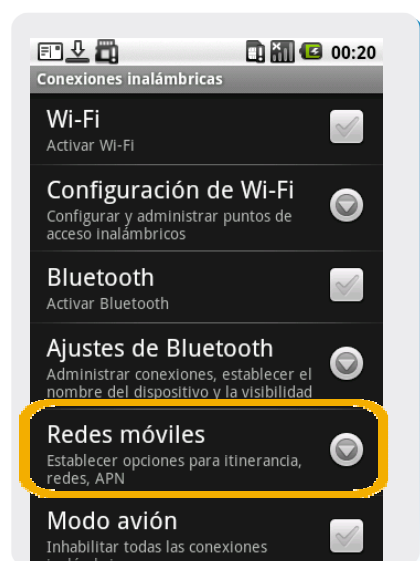 00:20
Conexiones inalámbricas
Wi-Fi
Activar Wi-Fi
Configuración de Wi-Fi
Configurar y administrar puntos de
acceso inalámbricos
Bluetooth
Activar Bluetooth
Ajustes de Bluetooth
Administrar conexiones, establecer el
nombre del dispositivo y la visibilidad
Redes móviles
Establecer opciones para itinerancia,
redes, APN
Modo avión
Inhabilitar todas las conexiones